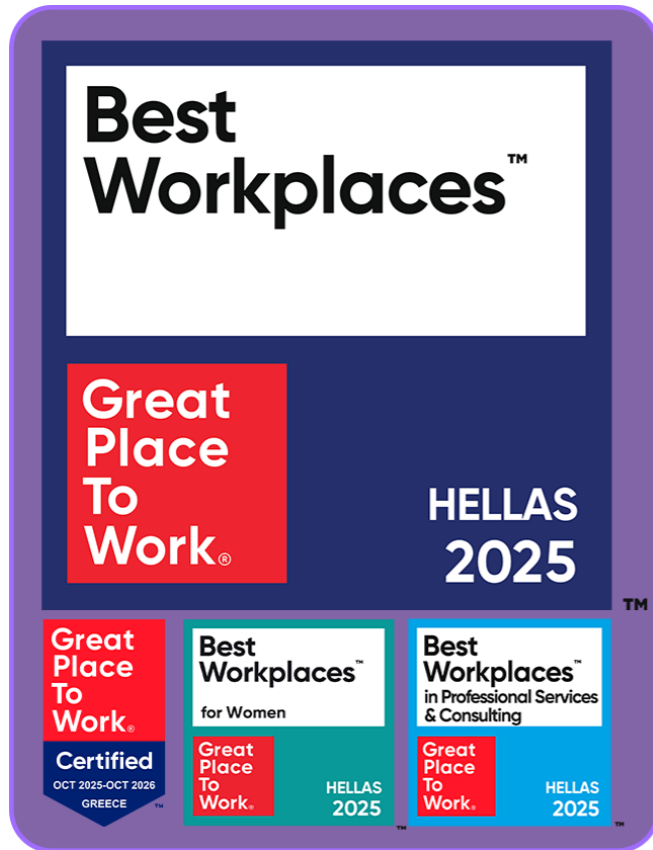 Best
Workplaces™
Great
Place
To
Work®
HELLAS
2025
™
Great
Place
To
Work®
Certified
OCT 2025-OCT 2026
GREECE
™
Best
Workplaces™
for Women
Great
Place
To
Work®
HELLAS
2025
™
Best
Workplaces™
in Professional Services
& Consulting
Great
Place
To
Work®
HELLAS
2025
™